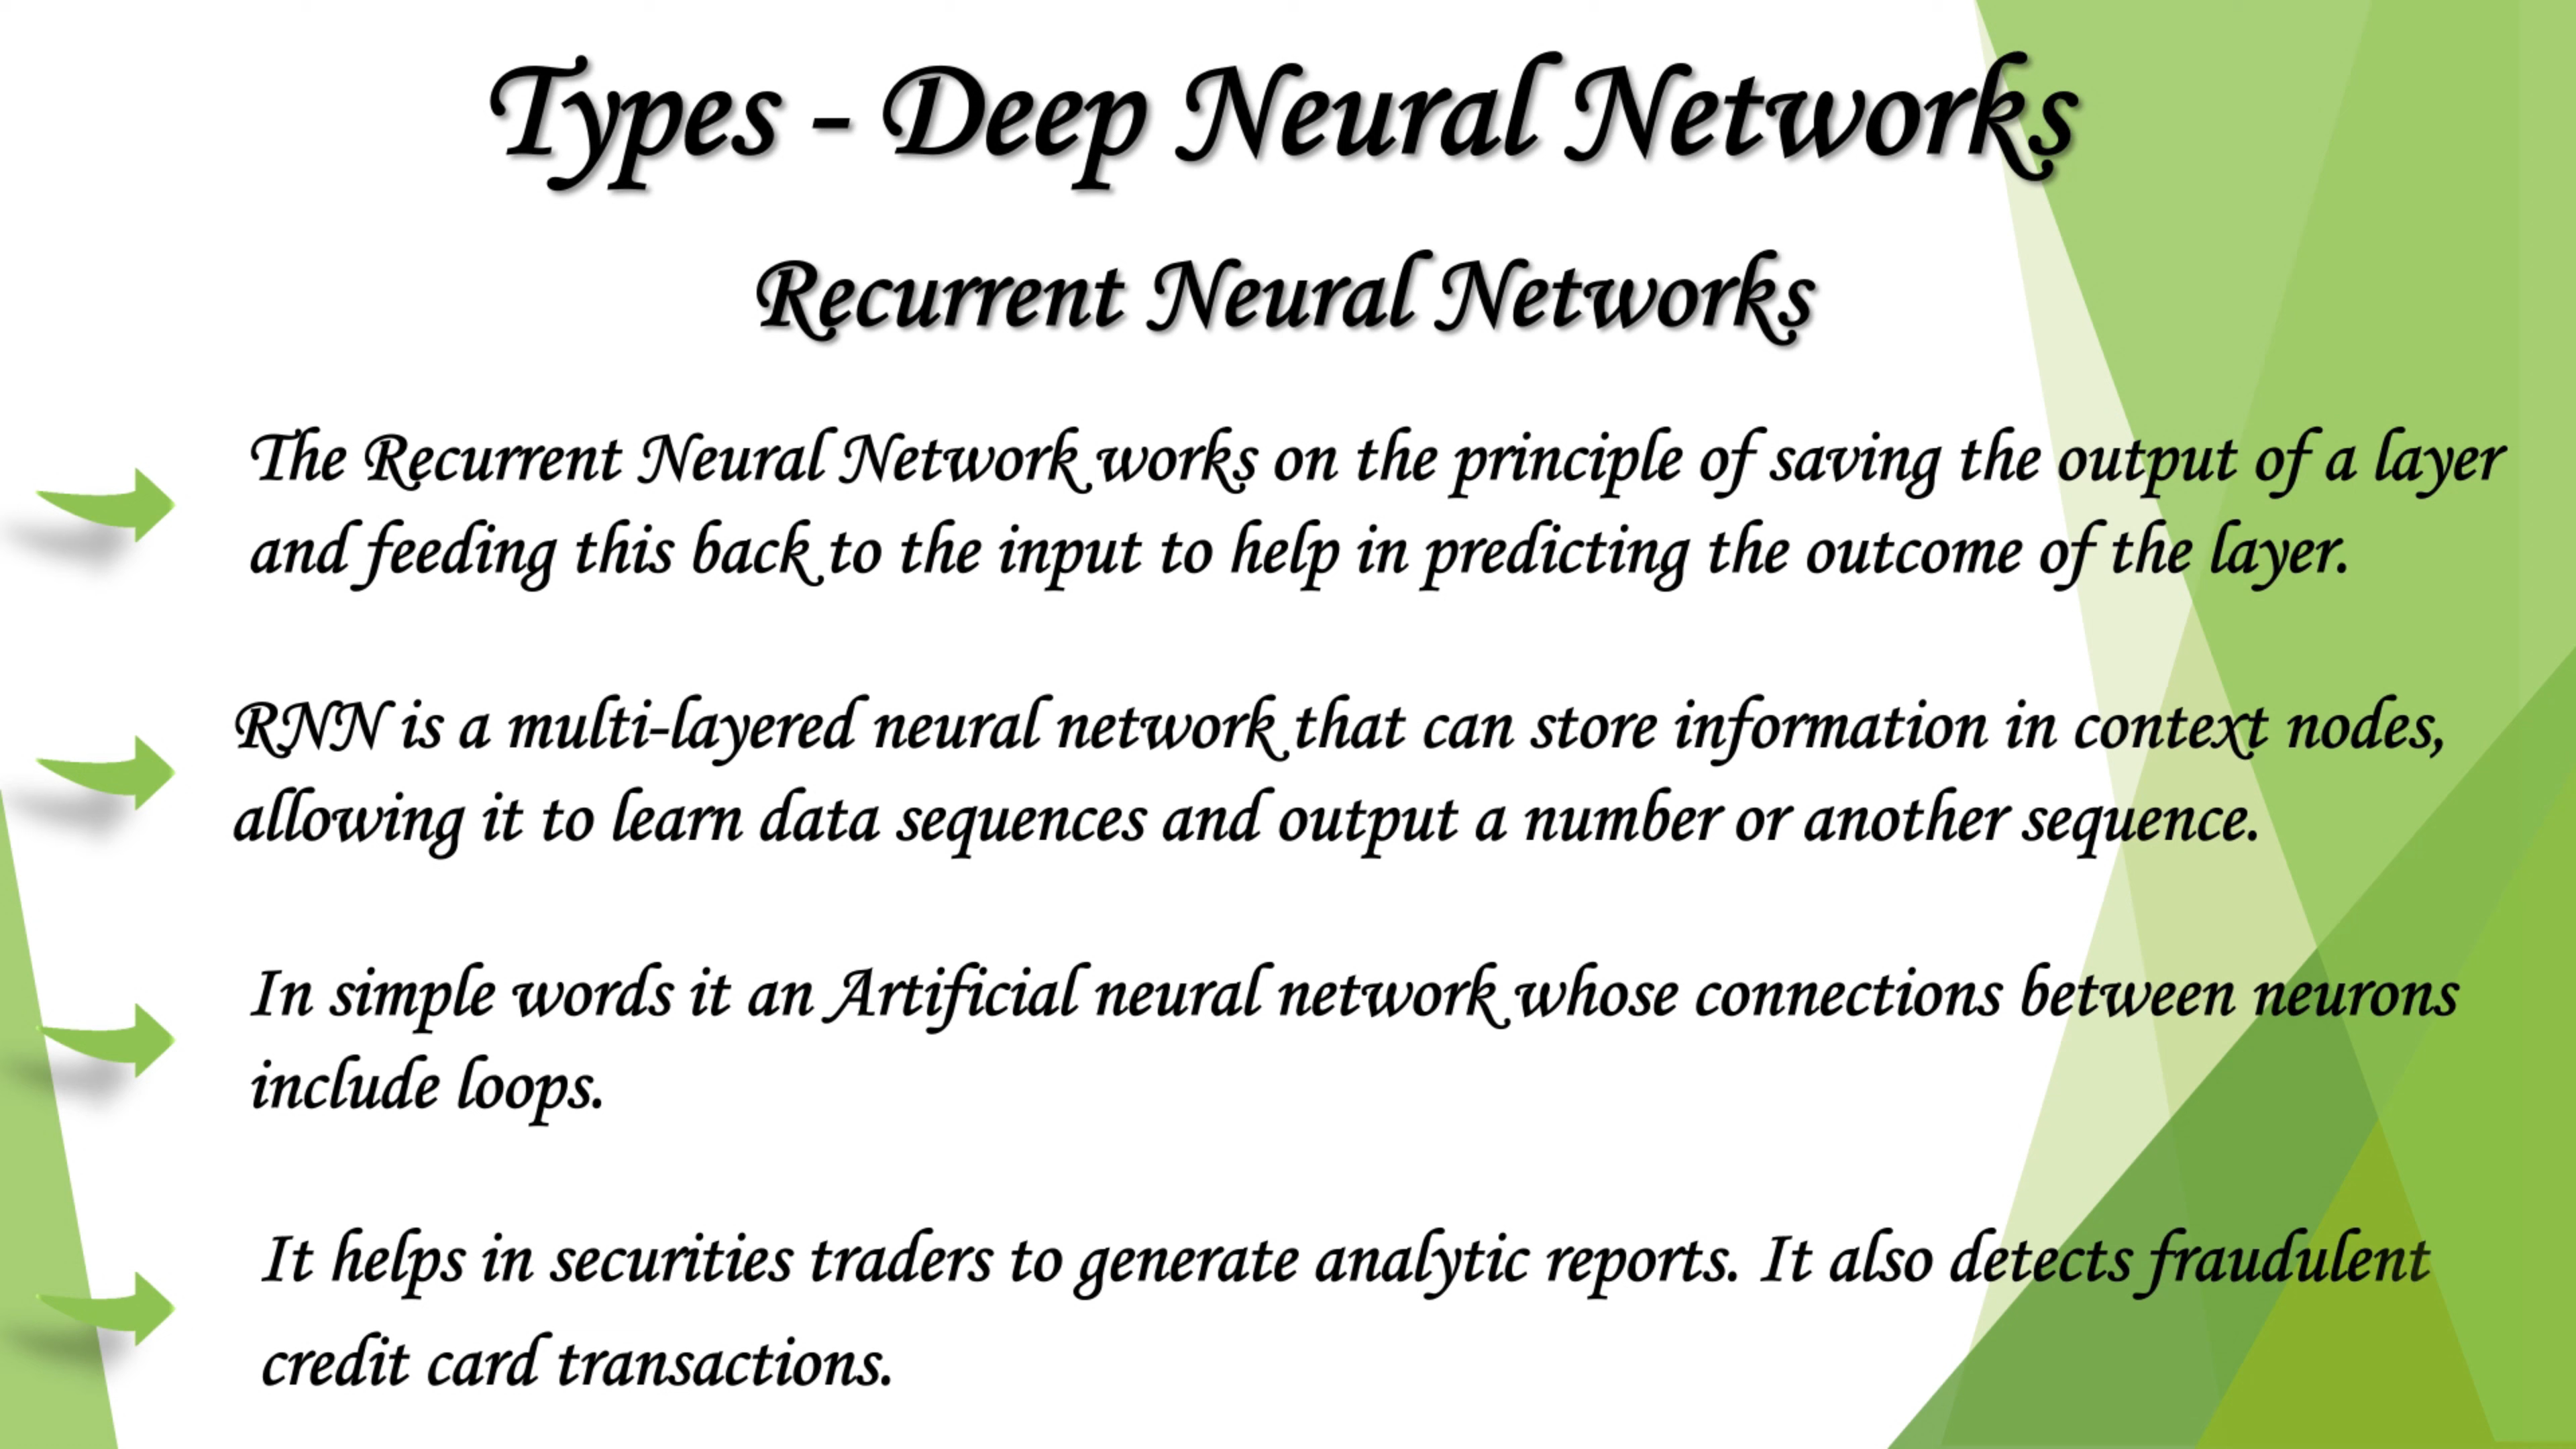 Types - Deep Neural Networks
Recurrent Neural Networks
The Recurrent Neural Network works on the principle of saving the output of a layer
and feeding this back to the input to help in predicting the outcome of the layer.
RNN is a multi-layered neural network that can store information in context nodes,
allowing it to learn data sequences and output a number or another sequence.
In simple words it an Artificial neural network whose connections between neurons
include loops.
It helps in securities traders to generate analytic reports. It also detects fraudulent
credit card transactions.